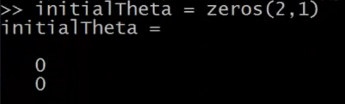 >> initialTheta = zeros(2,1)
initialTheta =
0
0